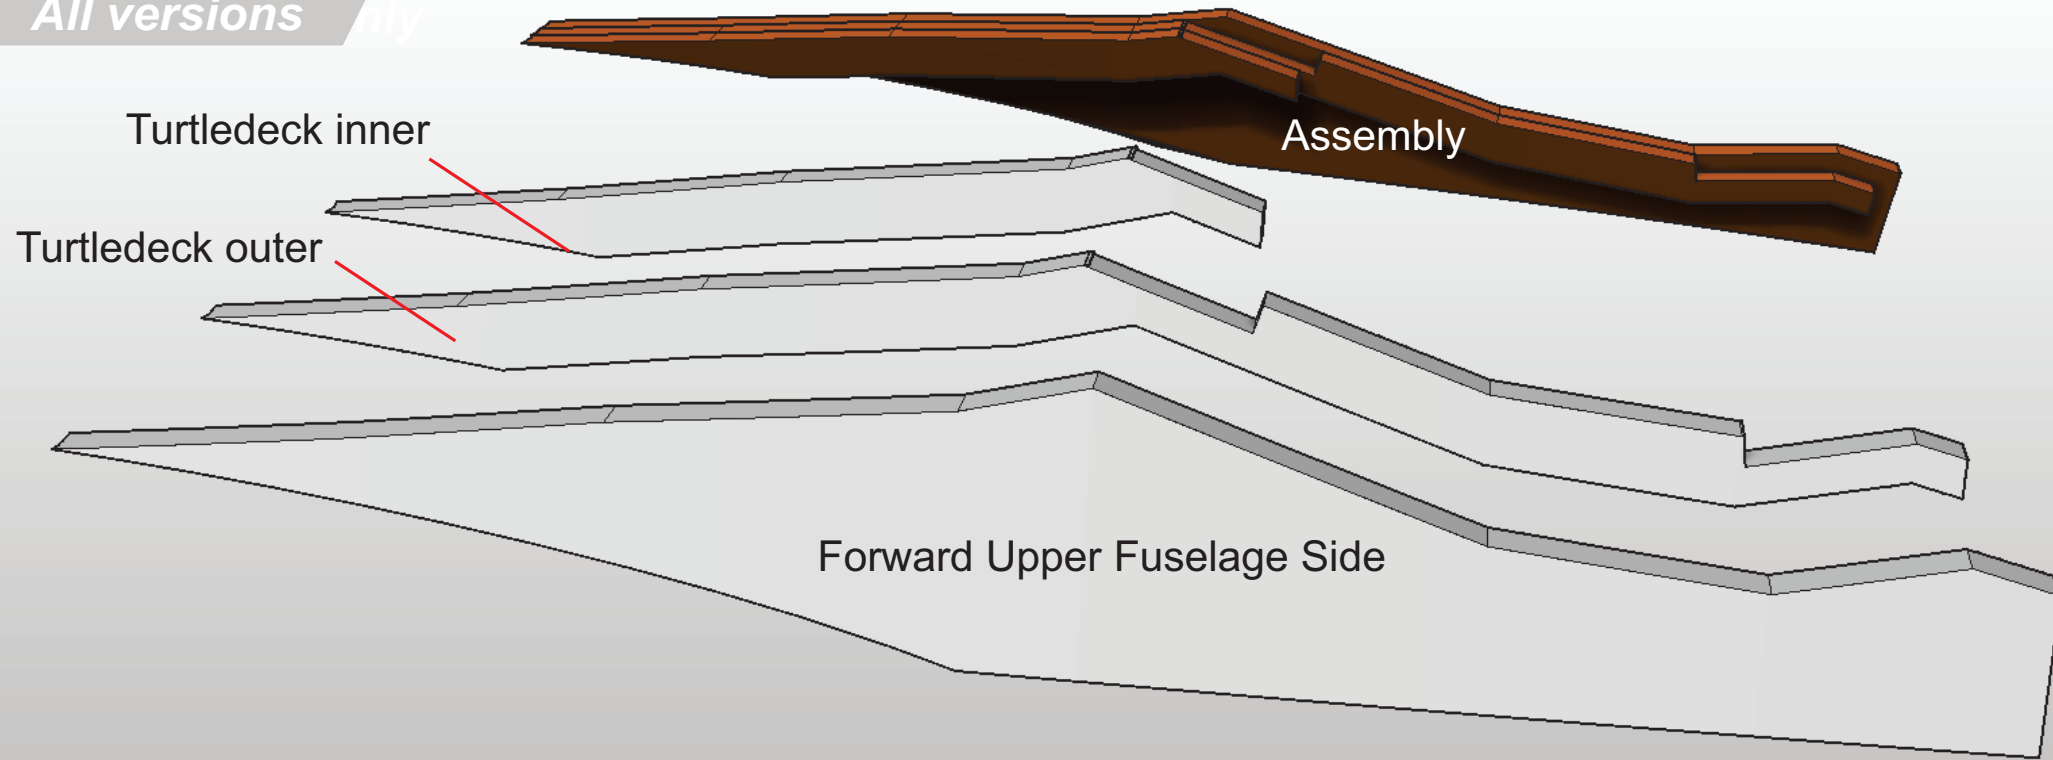 All versions
Turtledeck inner
Assembly
Turtledeck outer
Forward Upper Fuselage Side